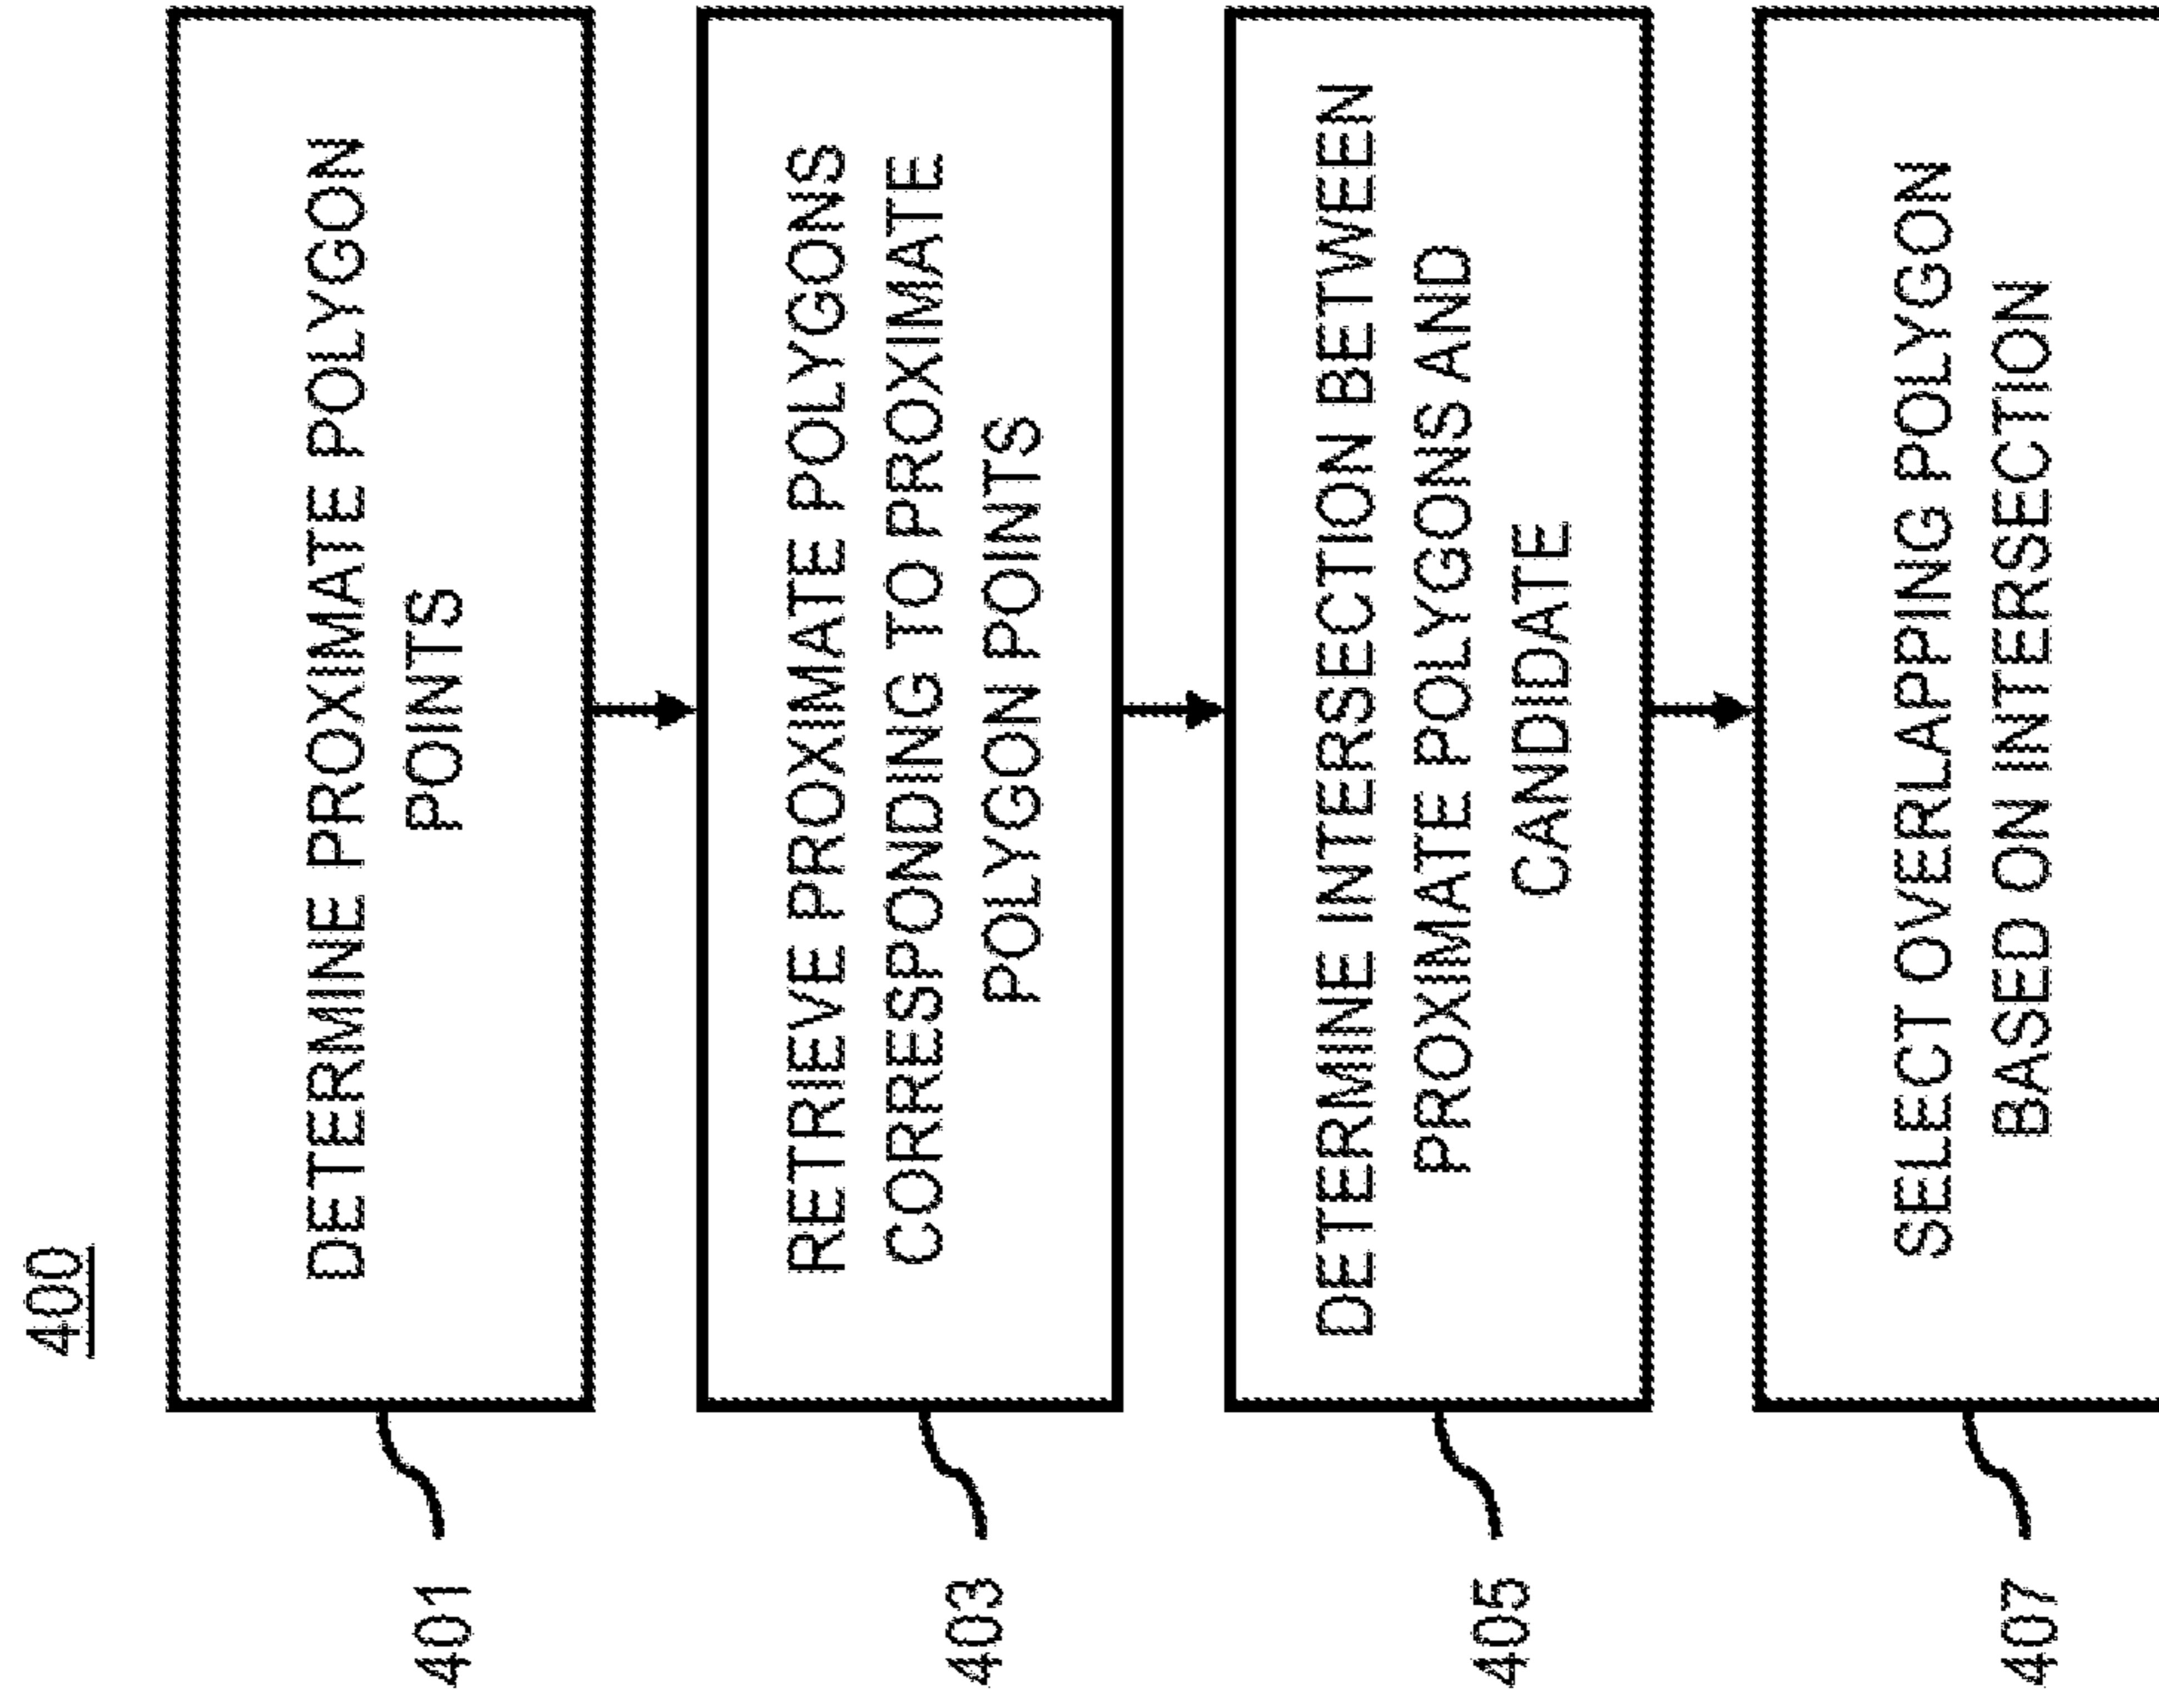 400
401
DETERMINE PROXIMATE POLYGON
POINTS
403
RETRIEVE PROXIMATE POLYGONS
CORRESPONDING TO PROXIMATE
POLYGON POINTS
405
DETERMINE INTERSECTION BETWEEN
PROXIMATE POLYGONS AND
CANDIDATE
407
SELECT OVERLAPPING POLYGON
BASED ON INTERSECTION